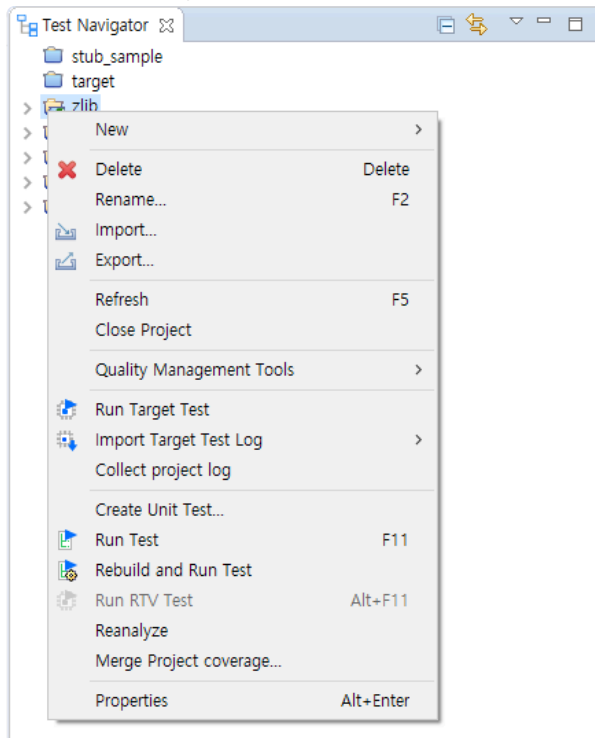 Test Navigator
stub_sample
target
zlib
New
Delete Delete
Rename... F2
Import...
Export...
Refresh F5
Close Project
Quality Management Tools
Run Target Test
Import Target Test Log
Collect project log
Create Unit Test...
Run Test F11
Rebuild and Run Test
Run RTV Test Alt+F11
Reanalyze
Merge Project coverage...
Properties Alt+Enter